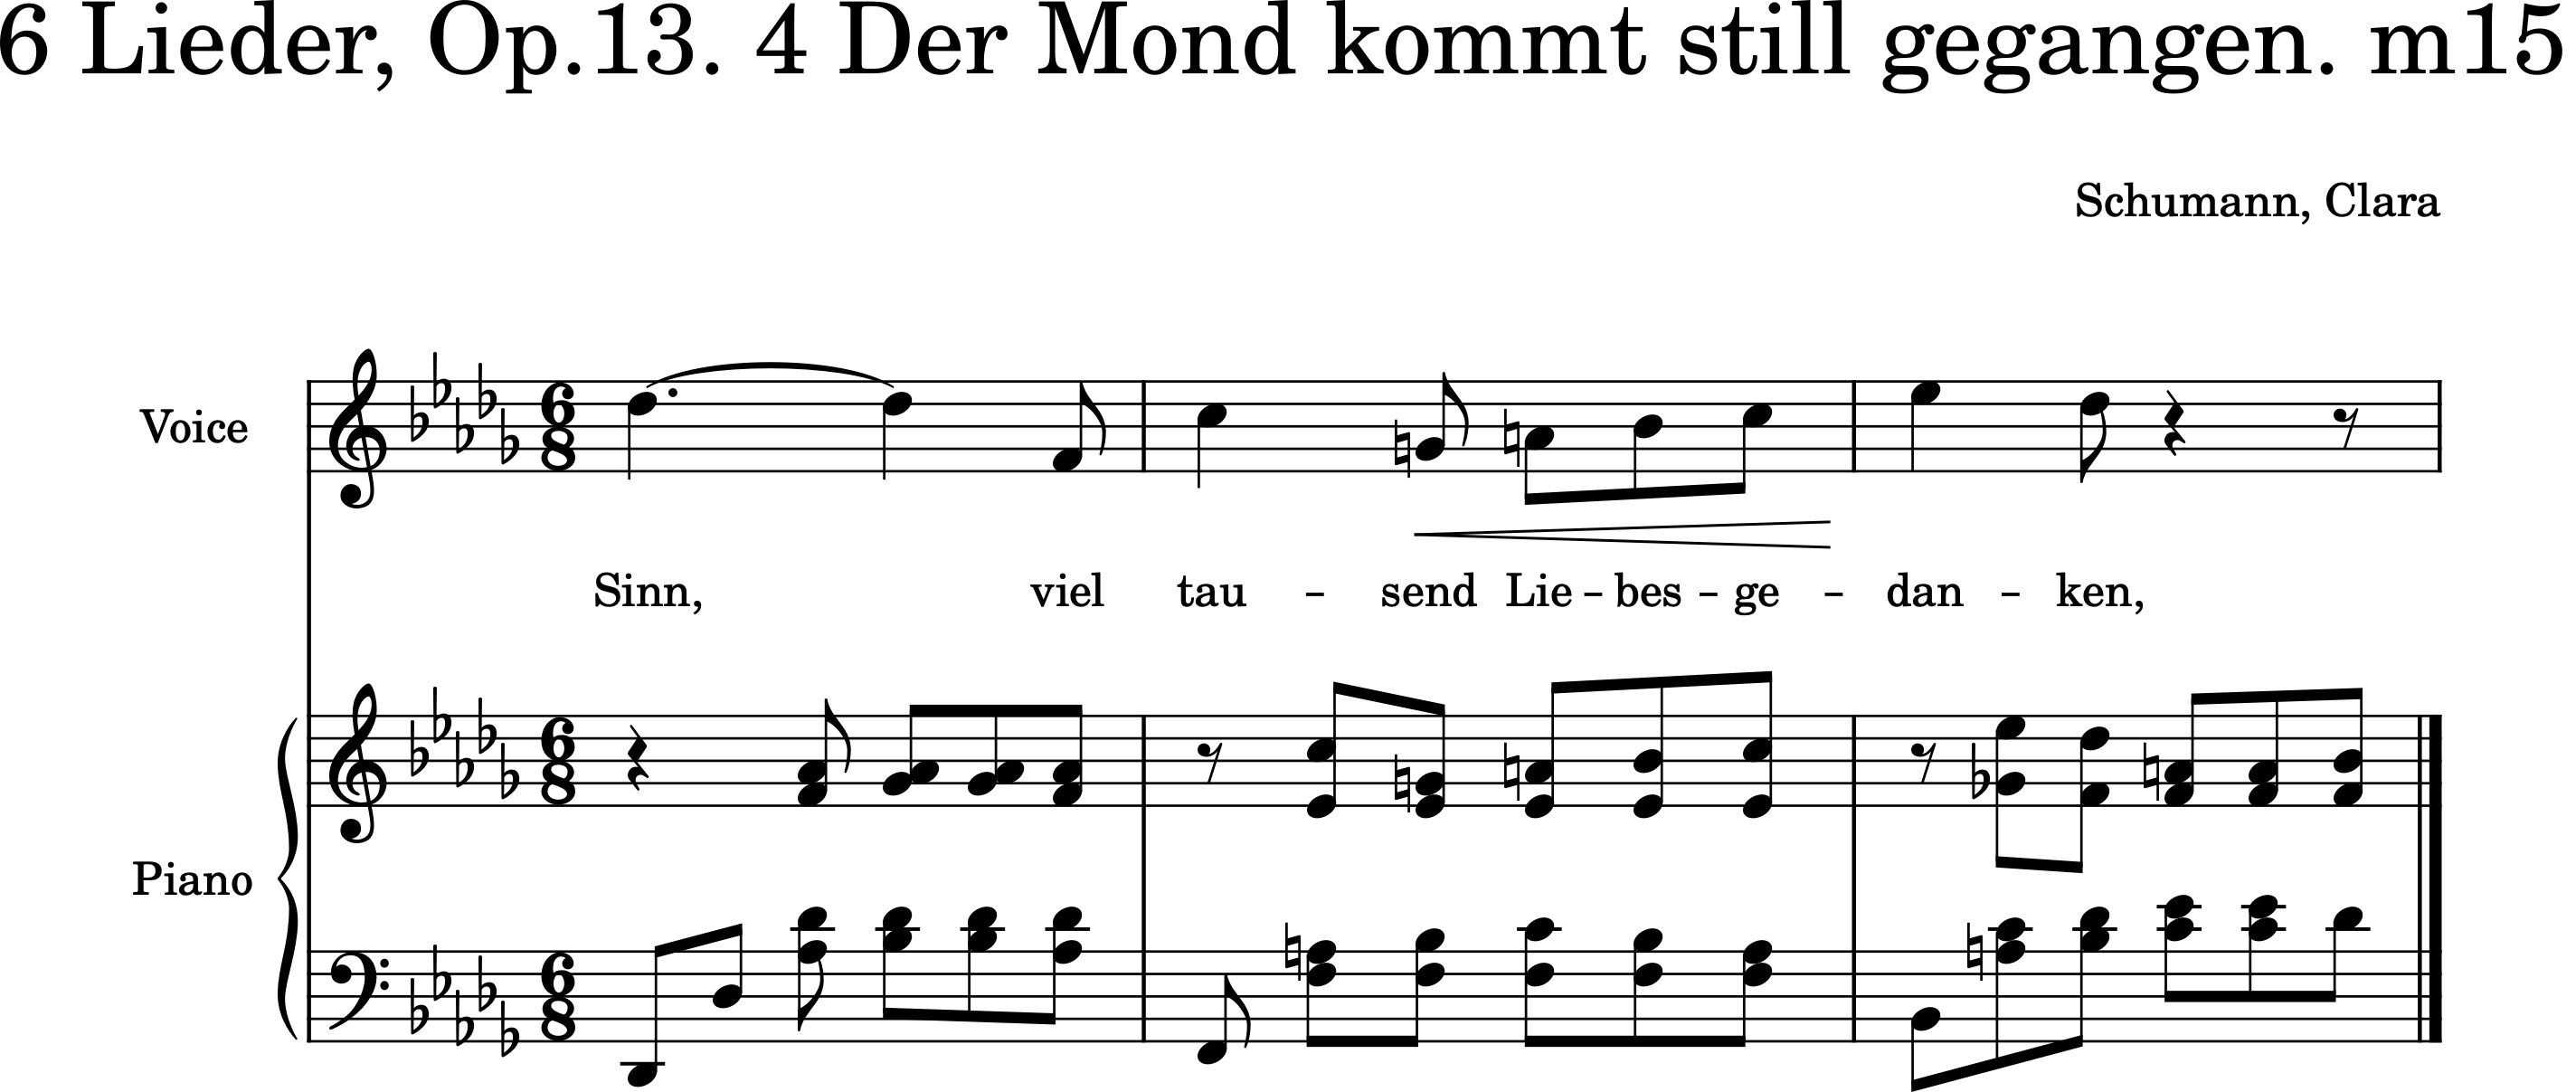 6 Lieder, Op.13. 4 Der Mond kommt still gegangen. m15
Schumann, Clara
Voice
Sinn, viel tau - send Lie - bes - ge - dan - ken,
Piano